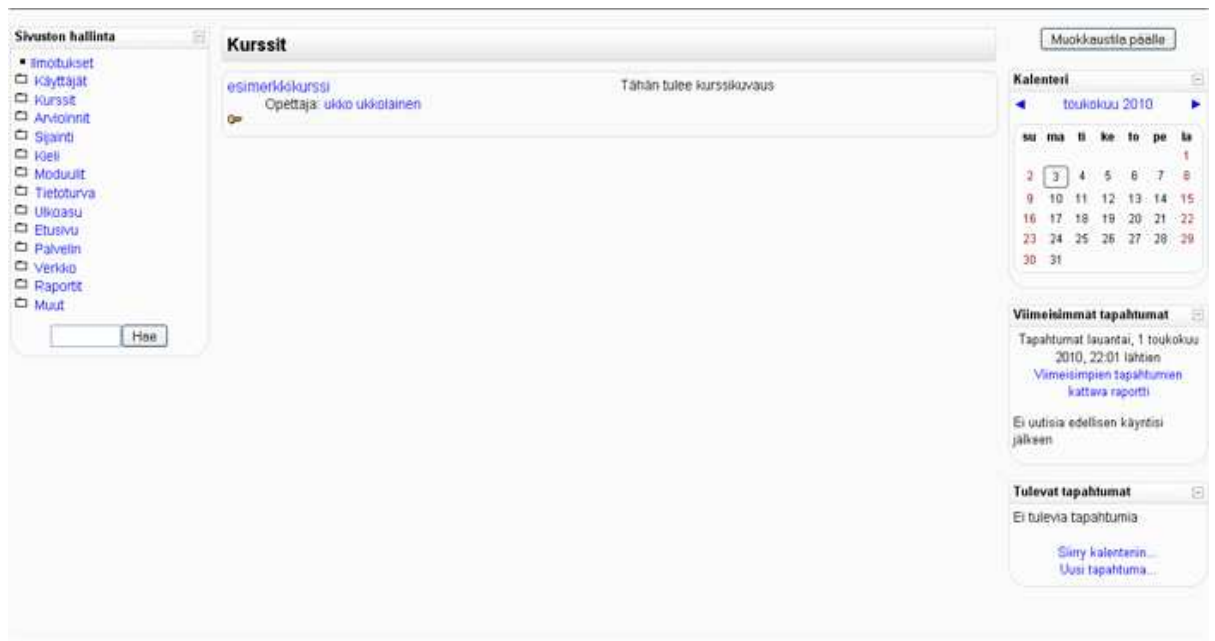 Sivuston hallinta
Ilmoitukset
Käyttäjät
Kurssit
Arvioinnit
Sijainti
Kieli
Moduulit
Tietoturva
Ulkoasu
Etusivu
Palvelin
Verkko
Raportit
Muut
Hae
Kurssit
esimerkkikurssi
Opettaja: ukko ukkolainen
Tähän tulee kurssikuvaus
Muokkaustila päälle
Kalenteri
◄ toukokuu 2010 ►
su ma ti ke to pe la
1
2 3 4 5 6 7 8
9 10 11 12 13 14 15
16 17 18 19 20 21 22
23 24 25 26 27 28 29
30 31
Viimeisimmät tapahtumat
Tapahtumat lauantai, 1 toukokuu
2010, 22:01 lähtien
Viimeisimpien tapahtumien
kattava raportti
Ei uutisia edellisen käyntisi
jälkeen
Tulevat tapahtumat
Ei tulevia tapahtumia
Siirry kalenteriin...
Uusi tapahtuma...